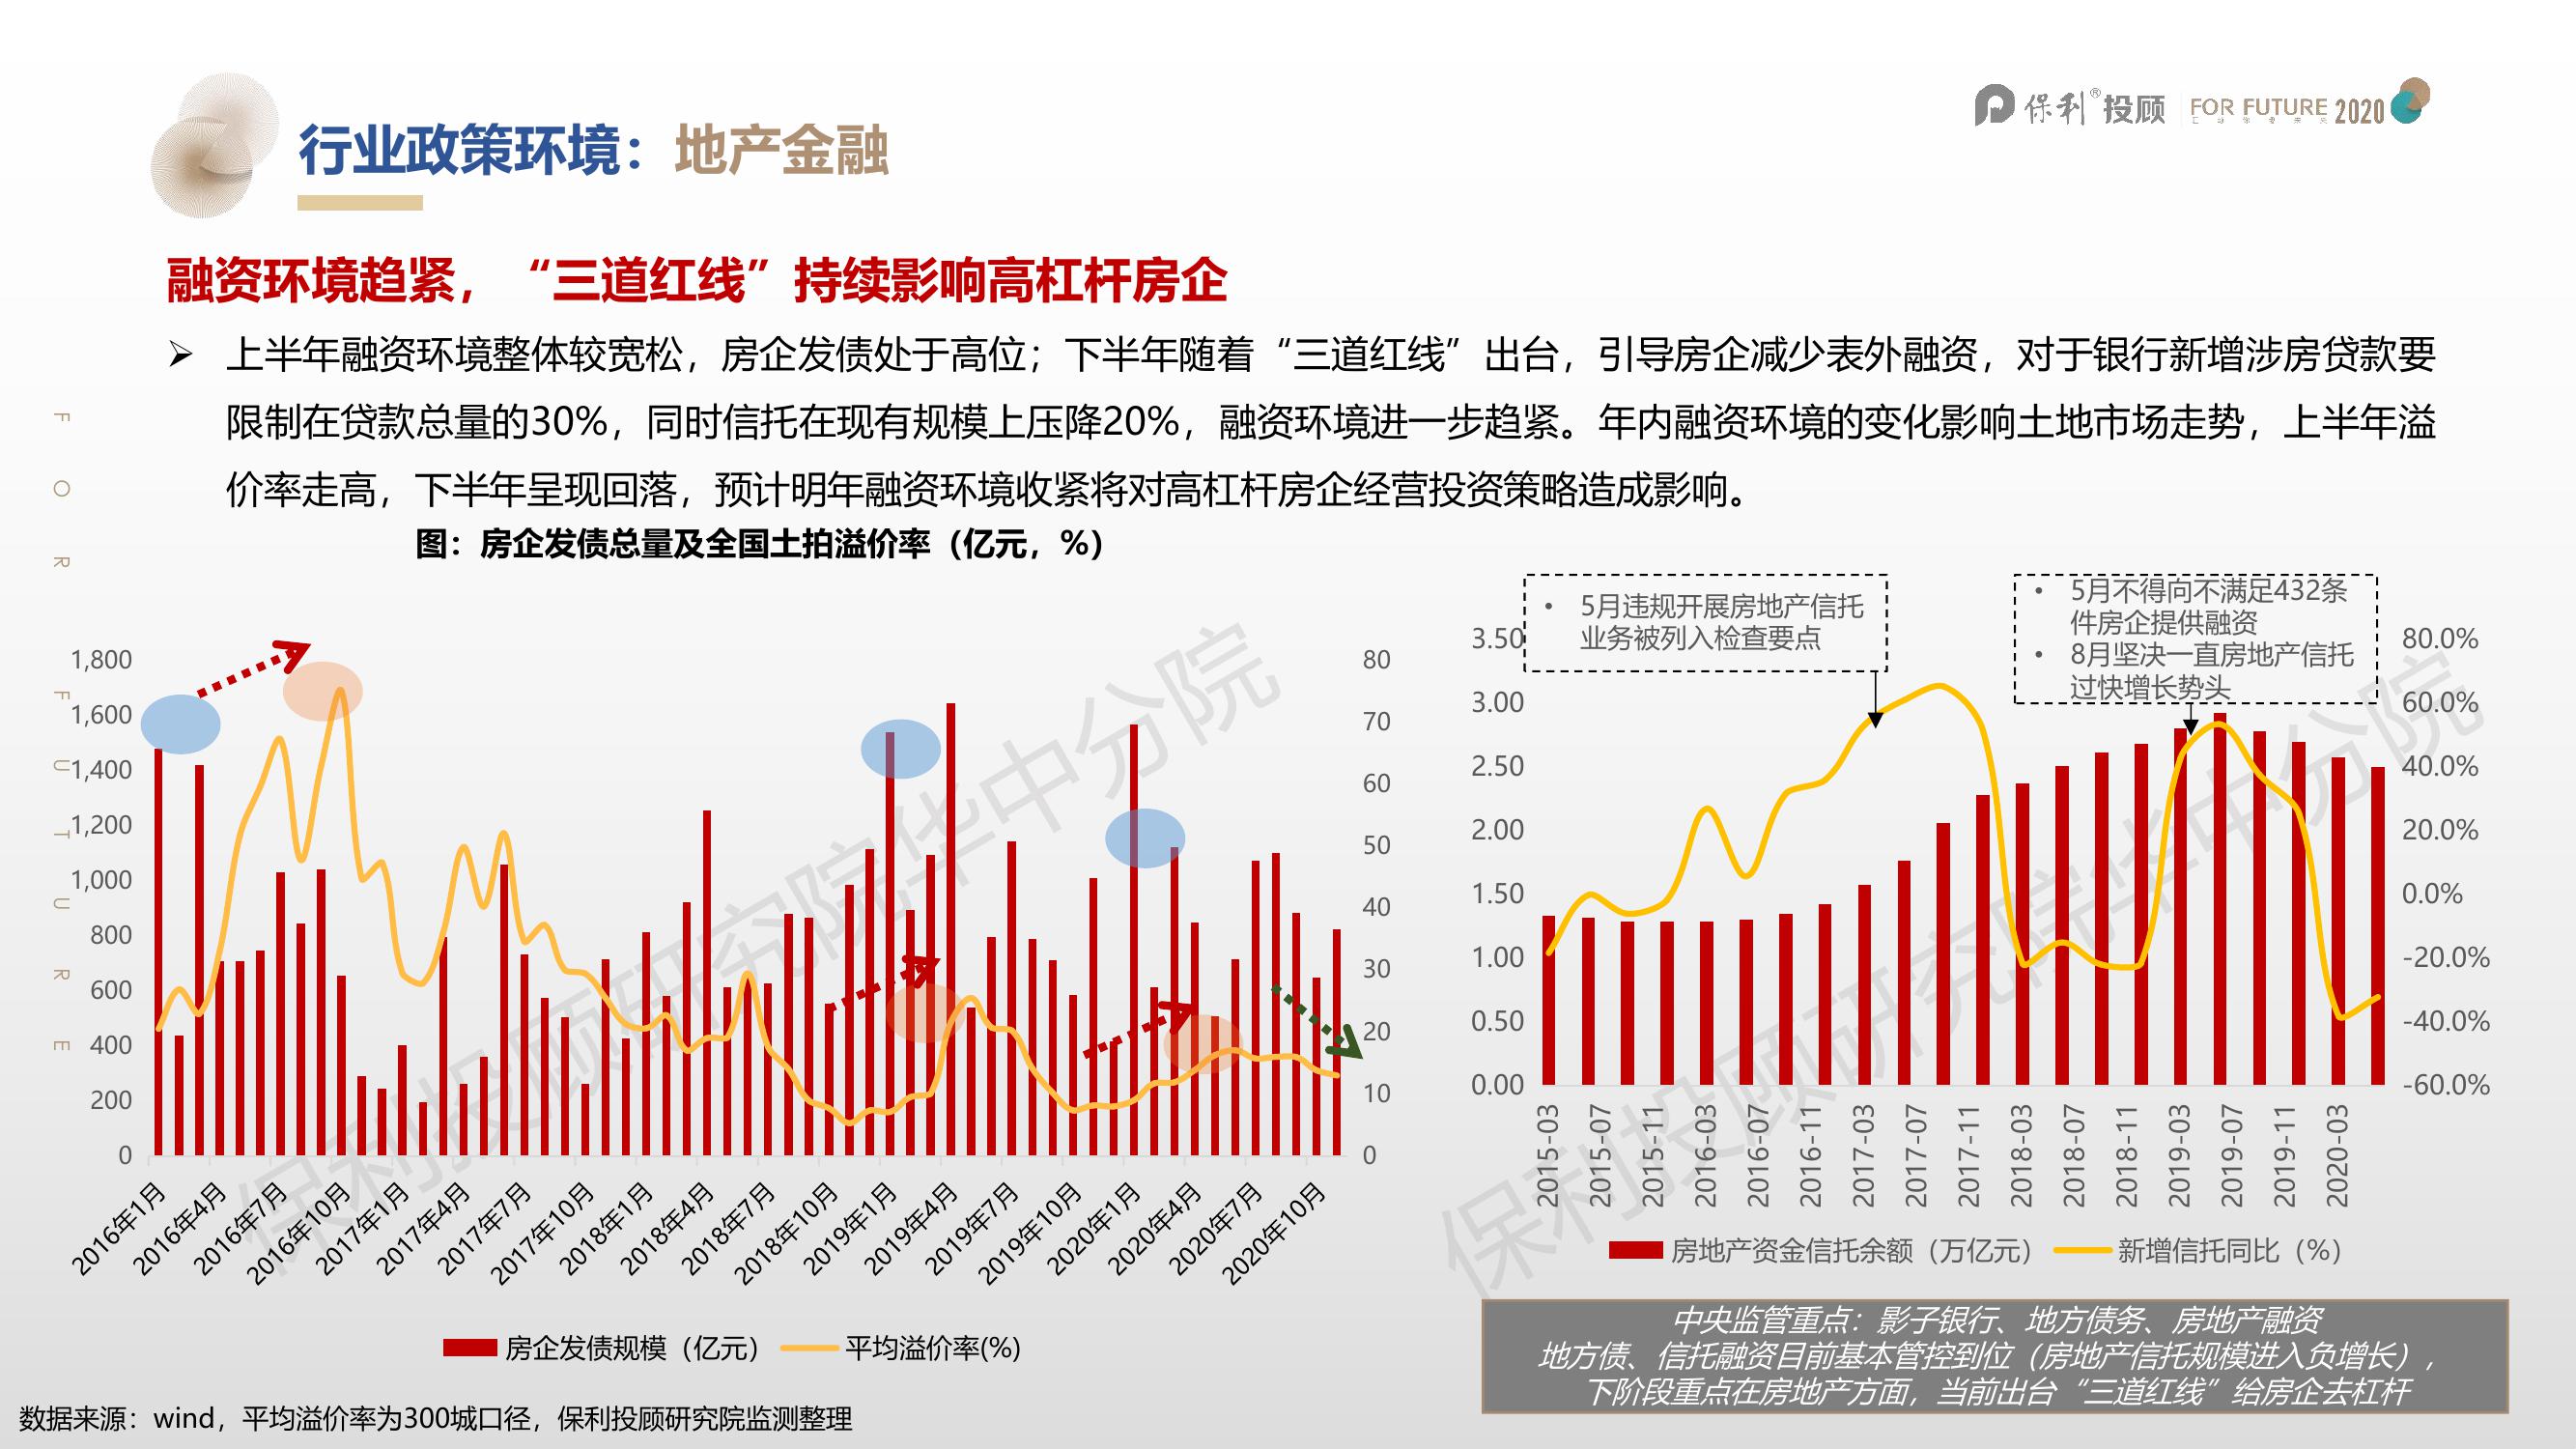 行业政策环境：地产金融
保利®投顾 FOR FUTURE 2020
融资环境趋紧，“三道红线”持续影响高杠杆房企
➢ 上半年融资环境整体较宽松，房企发债处于高位；下半年随着“三道红线”出台，引导房企减少表外融资，对于银行新增涉房贷款要
限制在贷款总量的30%，同时信托在现有规模上压降20%，融资环境进一步趋紧。年内融资环境的变化影响土地市场走势，上半年溢
价率走高，下半年呈现回落，预计明年融资环境收紧将对高杠杆房企经营投资策略造成影响。
FOR FUTURE
图：房企发债总量及全国土拍溢价率（亿元，%）
1,800
1,600
1,400
1,200
1,000
800
600
400
200
0
80
70
60
50
40
30
20
10
0
2016年1月
2016年4月
2016年7月
2016年10月
2017年1月
2017年4月
2017年7月
2017年10月
2018年1月
2018年4月
2018年7月
2018年10月
2019年1月
2019年4月
2019年7月
2019年10月
2020年1月
2020年4月
2020年7月
2020年10月
房企发债规模（亿元） 平均溢价率(%)
保利投顾研究院华中分院
• 5月违规开展房地产信托
业务被列入检查要点
• 5月不得向不满足432条
件房企提供融资
• 8月坚决一直房地产信托
过快增长势头
3.50
3.00
2.50
2.00
1.50
1.00
0.50
0.00
80.0%
60.0%
40.0%
20.0%
0.0%
-20.0%
-40.0%
-60.0%
2015-03
2015-07
2015-11
2016-03
2016-07
2016-11
2017-03
2017-07
2017-11
2018-03
2018-07
2018-11
2019-03
2019-07
2019-11
2020-03
房地产资金信托余额（万亿元） 新增信托同比（%）
保利投顾研究院华中分院
中央监管重点：影子银行、地方债务、房地产融资
地方债、信托融资目前基本管控到位（房地产信托规模进入负增长），
下阶段重点在房地产方面，当前出台“三道红线”给房企去杠杆
数据来源：wind，平均溢价率为300城口径，保利投顾研究院监测整理